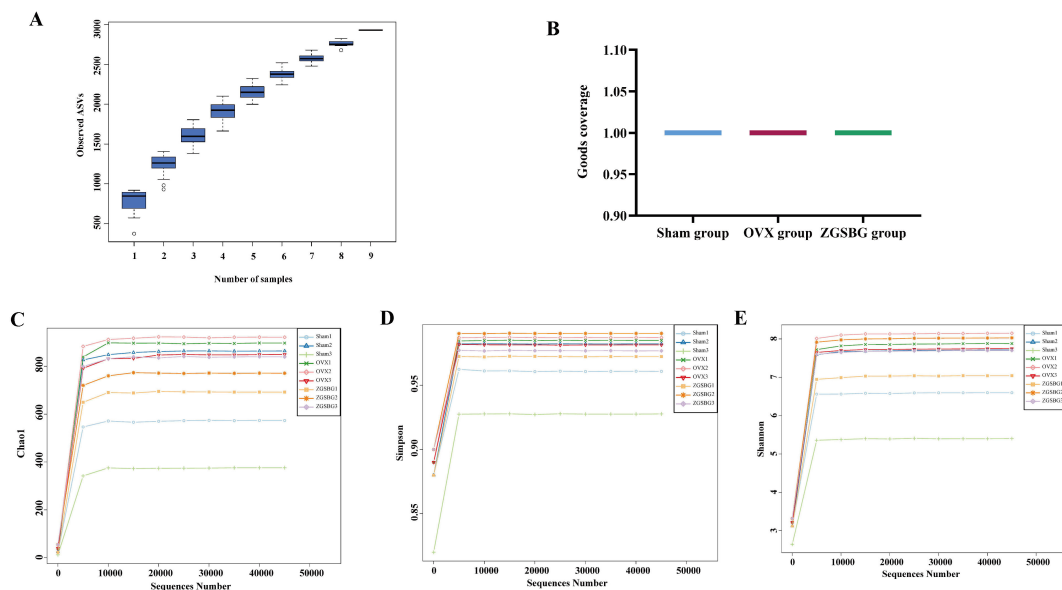 A
Observed ASVs
3000
2500
2000
1500
1000
500
1 2 3 4 5 6 7 8 9
Number of samples
B
Goods coverage
1.10
1.05
1.00
0.95
0.90
Sham group OVX group ZGSBG group
C
Chao1
800
600
400
200
0
0 10000 20000 30000 40000 50000
Sequences Number
Sham1
Sham2
Sham3
OVX1
OVX2
OVX3
ZGSBG1
ZGSBG2
ZGSBG3
D
Simpson
0.95
0.90
0.85
0 10000 20000 30000 40000 50000
Sequences Number
Sham1
Sham2
Sham3
OVX1
OVX2
OVX3
ZGSBG1
ZGSBG2
ZGSBG3
E
Shannon
8
7
6
5
4
3
0 10000 20000 30000 40000 50000
Sequences Number
Sham1
Sham2
Sham3
OVX1
OVX2
OVX3
ZGSBG1
ZGSBG2
ZGSBG3